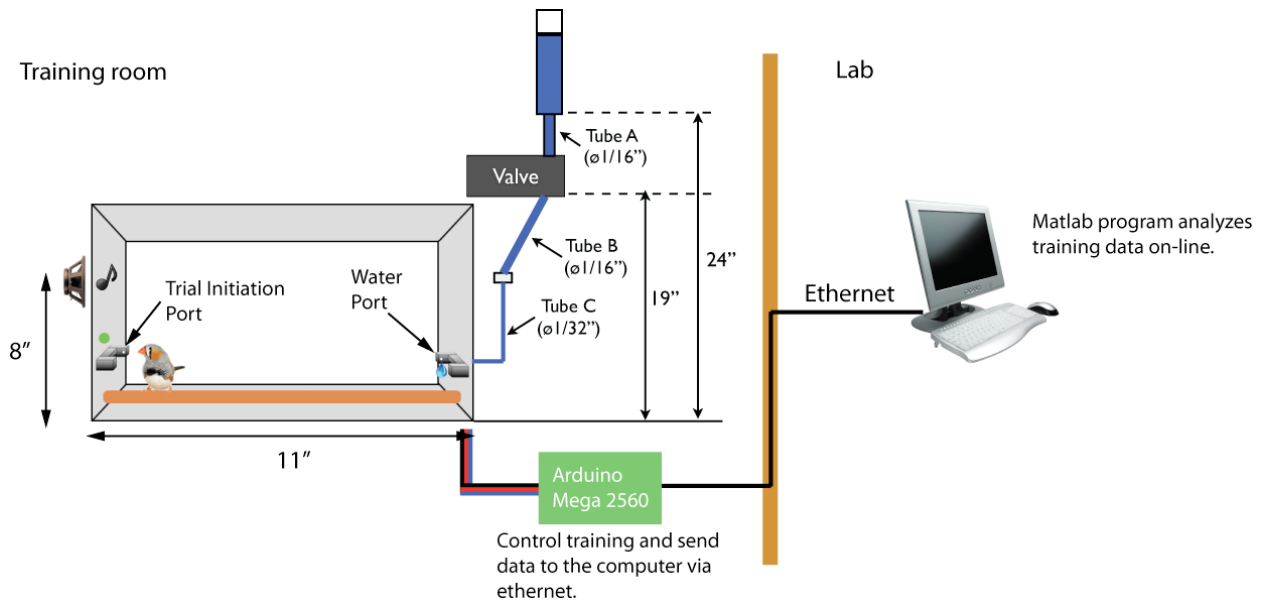 Training room
Lab
Tube A
(ø1/16”)
Valve
Tube B
(ø1/16”)
24”
Matlab program analyzes
training data on-line.
Trial Initiation
Port
Water
Port
Tube C
(ø1/32”)
19”
Ethernet
8”
11”
Arduino
Mega 2560
Control training and send
data to the computer via
ethernet.